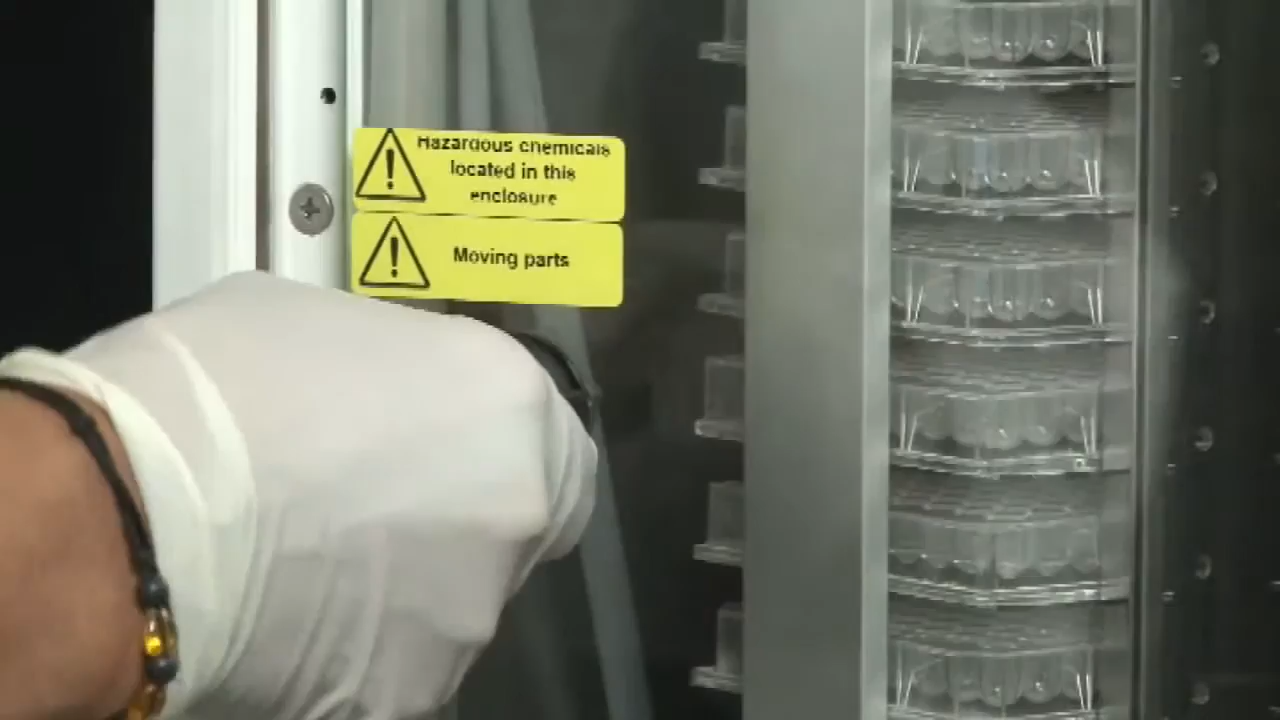 Hazardous chemicals
located in this
enclosure
Moving parts